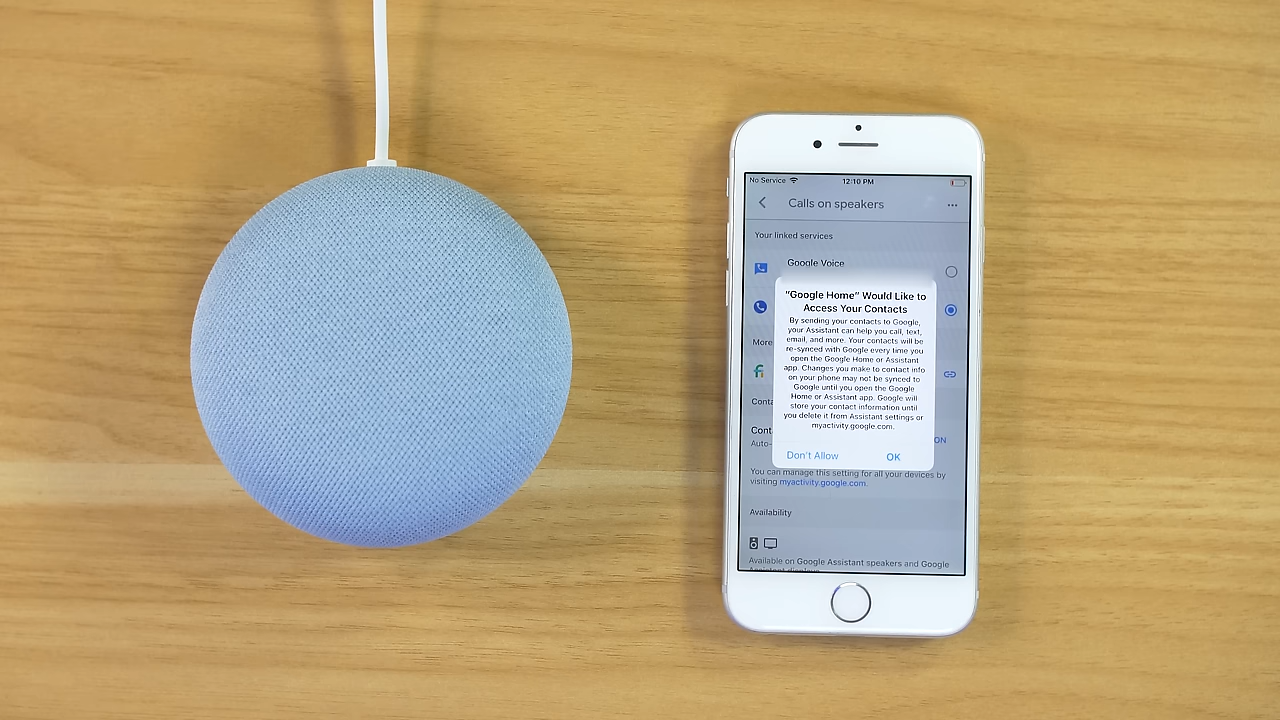 No Service 12:10 PM
Calls on speakers
Your linked services
Google Voice
"Google Home" Would Like to
Access Your Contacts
By sending your contacts to Google,
your Assistant can help you call, text,
email, and more. Your contacts will be
re-synced with Google every time you
open the Google Home or Assistant
app. Changes you make to contact info
on your phone may not be synced to
Google until you open the Google
Home or Assistant app. Google will
store your contact information until
you delete it from Assistant settings or
myactivity.google.com.
Don't Allow OK
More
Conta
Cont
Auto- ON
You can manage this setting for all your devices by
visiting myactivity.google.com.
Availability
Available on Google Assistant speakers and Google
Assistant displays